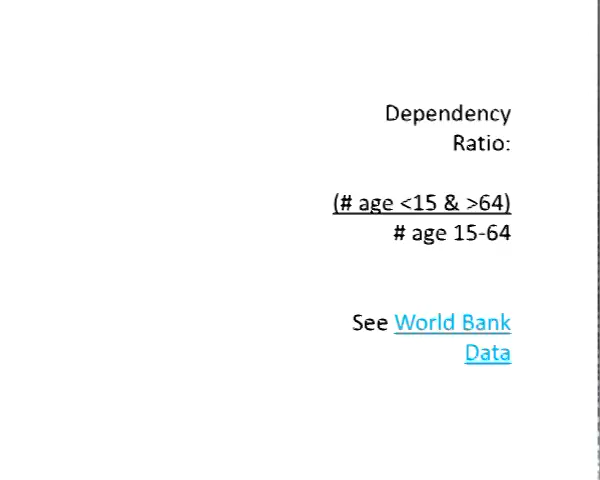 Dependency
Ratio:
(# age <15 & >64)
# age 15-64
See World Bank
Data